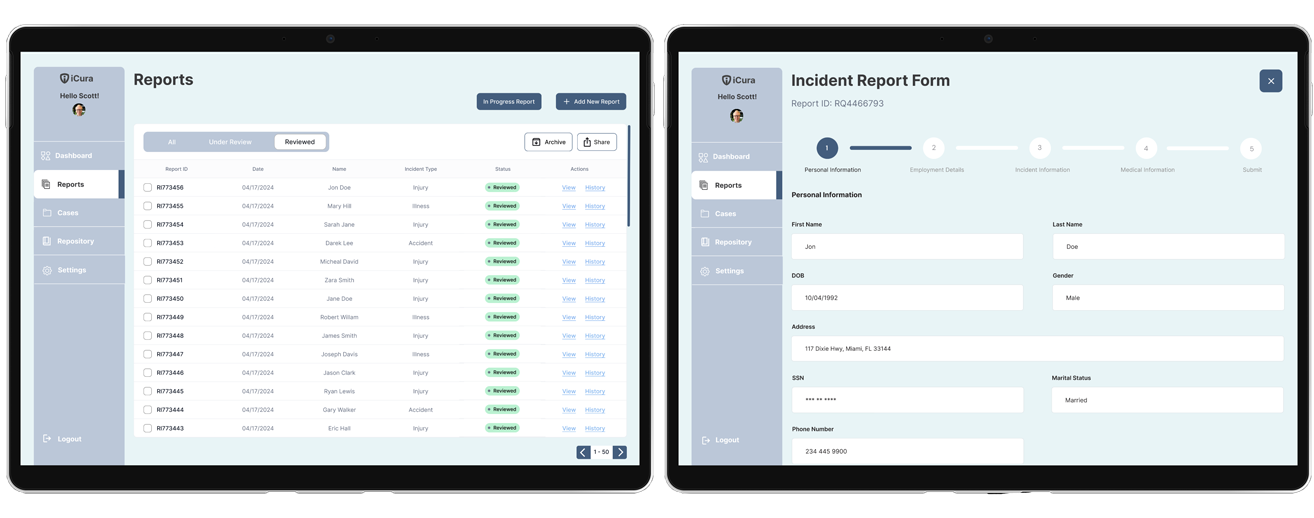 iCura
Hello Scott!
Dashboard
Reports
Cases
Repository
Settings
Logout
Reports
In Progress Report
+ Add New Report
All Under Review Reviewed
Archive Share
Report ID Date Name Incident Type Status Actions
RI773456 04/17/2024 Jon Doe Injury Reviewed View History
RI773455 04/17/2024 Mary Hill Illness Reviewed View History
RI773454 04/17/2024 Sarah Jane Injury Reviewed View History
RI773453 04/17/2024 Darek Lee Accident Reviewed View History
RI773452 04/17/2024 Micheal David Injury Reviewed View History
RI773451 04/17/2024 Zara Smith Injury Reviewed View History
RI773450 04/17/2024 Jane Doe Injury Reviewed View History
RI773449 04/17/2024 Robert Wiliam Illness Reviewed View History
RI773448 04/17/2024 James Smith Injury Reviewed View History
RI773447 04/17/2024 Joseph Davis Illness Reviewed View History
RI773446 04/17/2024 Jason Clark Injury Reviewed View History
RI773445 04/17/2024 Ryan Lewis Injury Reviewed View History
RI773444 04/17/2024 Gary Walker Accident Reviewed View History
RI773443 04/17/2024 Eric Hall Injury Reviewed View History
1 - 50
iCura
Hello Scott!
Dashboard
Reports
Cases
Repository
Settings
Logout
Incident Report Form
Report ID: RQ4466793
1 2 3 4 5
Personal Information Employment Details Incident Information Medical Information Submit
Personal Information
First Name Last Name
Jon Doe
DOB Gender
10/04/1992 Male
Address
117 Dixie Hwy, Miami, FL 33144
SSN Marital Status
*** ** **** Married
Phone Number
234 445 9900